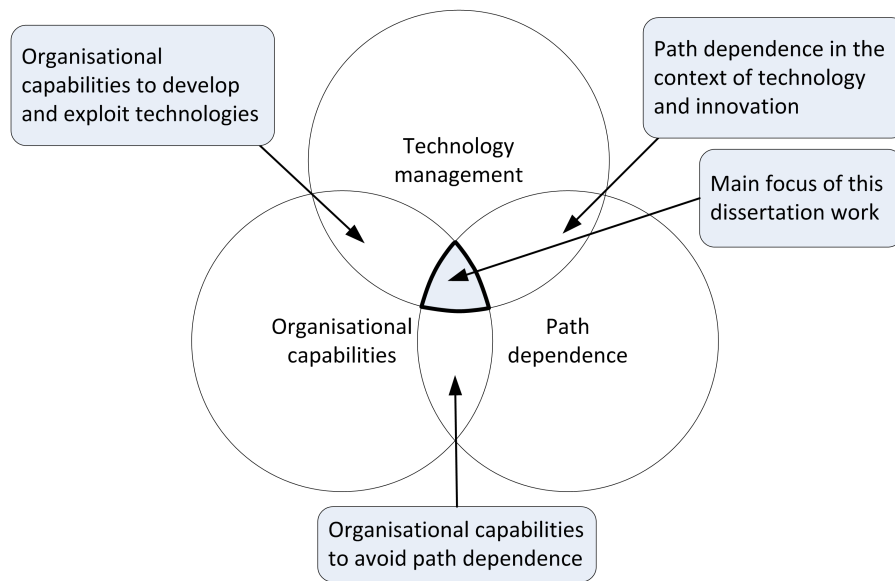 Organisational
capabilities to develop
and exploit technologies
Path dependence in the
context of technology
and innovation
Technology
management
Main focus of this
dissertation work
Organisational
capabilities
Path
dependence
Organisational capabilities
to avoid path dependence